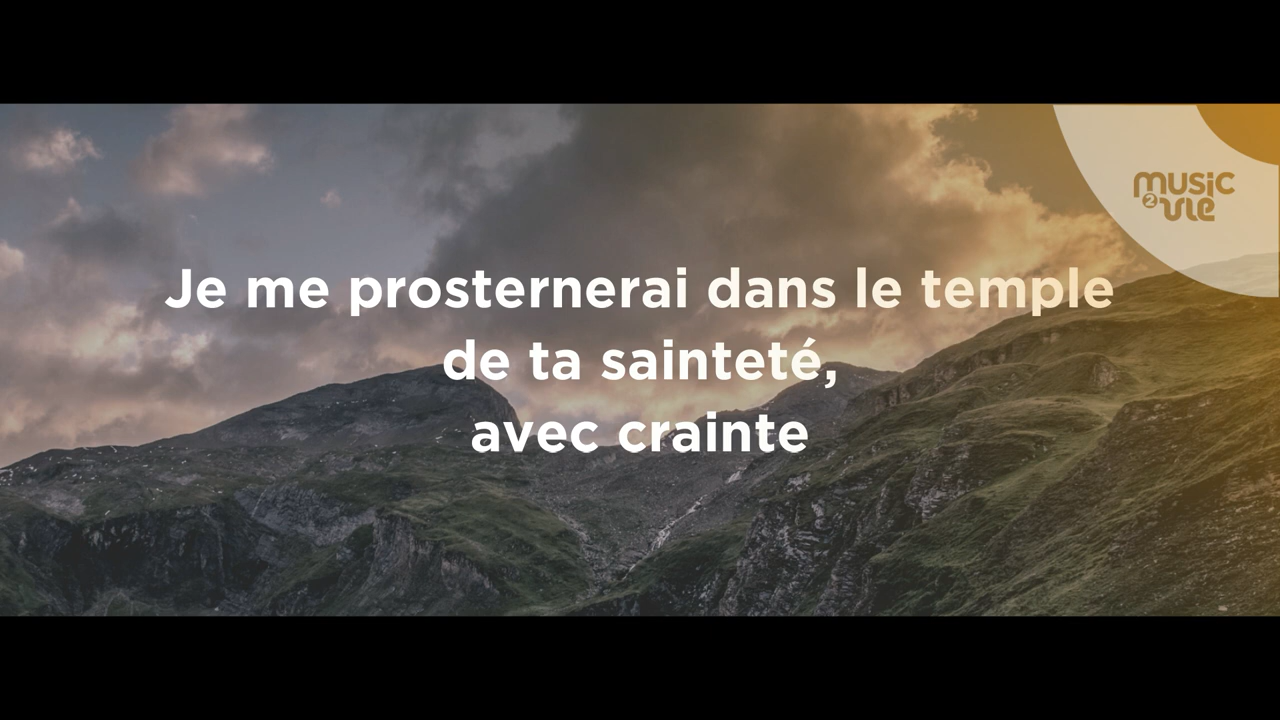 music
2 vie
Je me prosternerai dans le temple
de ta sainteté,
avec crainte